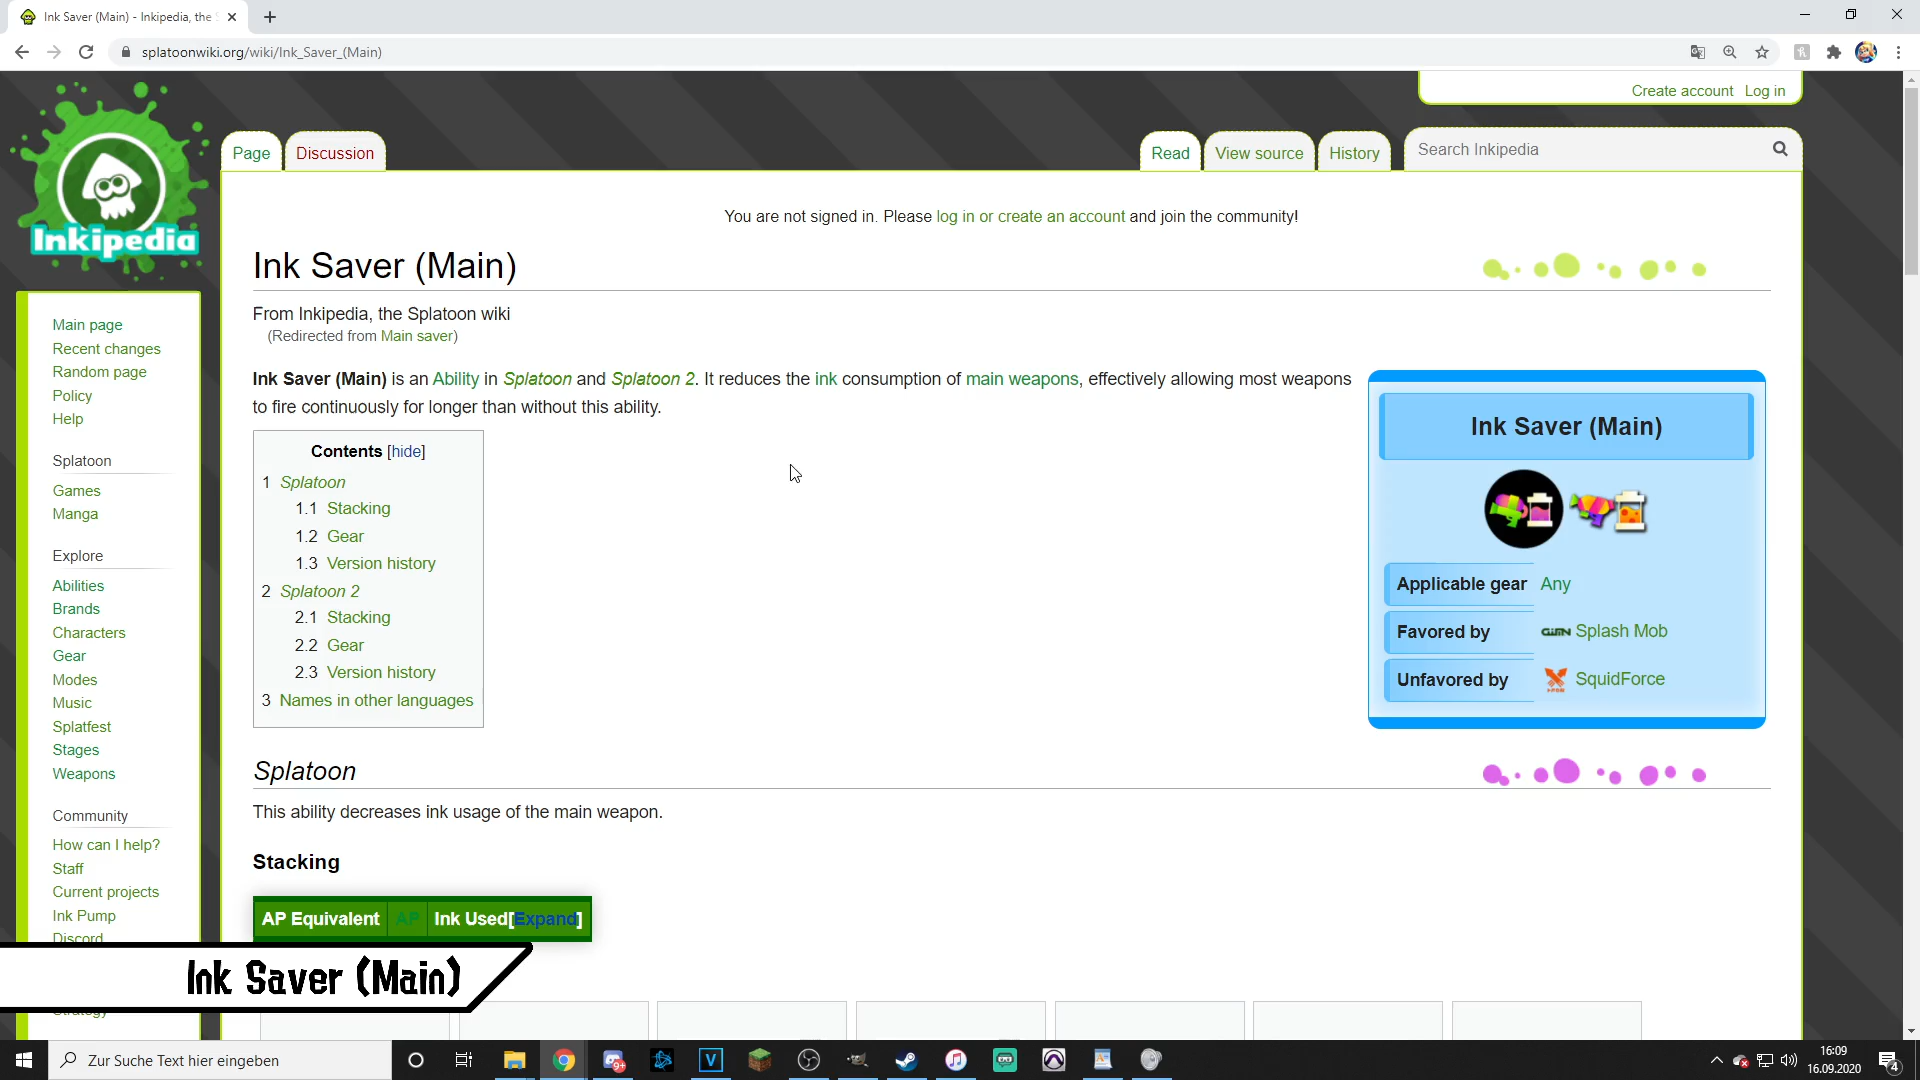 Ink Saver (Main) - Inkipedia, the S
splatoonwiki.org/wiki/Ink_Saver_(Main)
Create account Log in
Page Discussion Read View source History Search Inkipedia
Inkipedia
You are not signed in. Please log in or create an account and join the community!
Ink Saver (Main)
From Inkipedia, the Splatoon wiki
(Redirected from Main saver)
Ink Saver (Main) is an Ability in Splatoon and Splatoon 2. It reduces the ink consumption of main weapons, effectively allowing most weapons
to fire continuously for longer than without this ability.
Contents [hide]
1 Splatoon
1.1 Stacking
1.2 Gear
1.3 Version history
2 Splatoon 2
2.1 Stacking
2.2 Gear
2.3 Version history
3 Names in other languages
Ink Saver (Main)
Applicable gear Any
Favored by Splash Mob
Unfavored by SquidForce
Splatoon
This ability decreases ink usage of the main weapon.
Stacking
AP Equivalent AP Ink Used[Expand]
Main page
Recent changes
Random page
Policy
Help
Splatoon
Games
Manga
Explore
Abilities
Brands
Characters
Gear
Modes
Music
Splatfest
Stages
Weapons
Community
How can I help?
Staff
Current projects
Ink Pump
Discord
Strategy
Ink Saver (Main)
Zur Suche Text hier eingeben
9+
V
16:09
16.09.2020
4